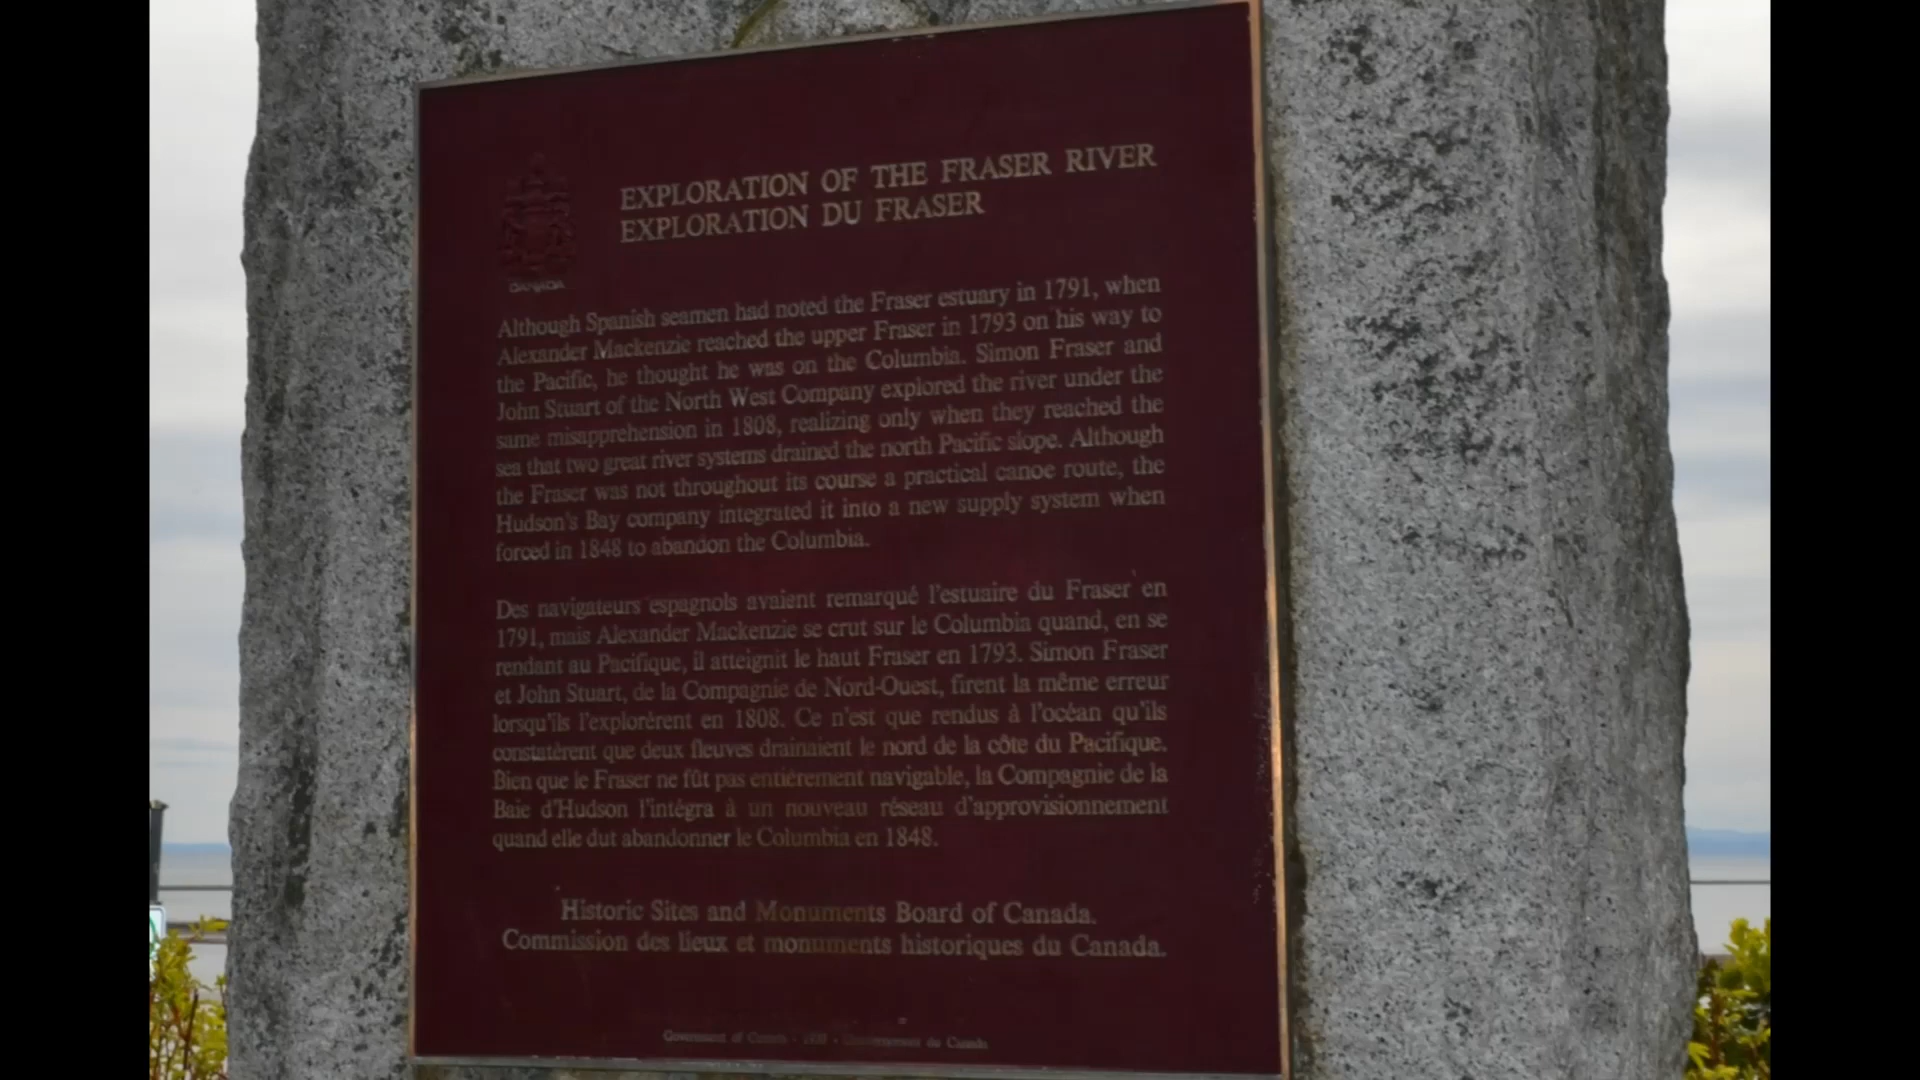 EXPLORATION OF THE FRASER RIVER
EXPLORATION DU FRASER
CANADA
Although Spanish seamen had noted the Fraser estuary in 1791, when
Alexander Mackenzie reached the upper Fraser in 1793 on his way to
the Pacific, he thought he was on the Columbia. Simon Fraser and
John Stuart of the North West Company explored the river under the
same misapprehension in 1808, realizing only when they reached the
sea that two great river systems drained the north Pacific slope. Although
the Fraser was not throughout its course a practical canoe route, the
Hudson's Bay company integrated it into a new supply system when
forced in 1848 to abandon the Columbia.
Des navigateurs espagnols avaient remarqué l'estuaire du Fraser en
1791, mais Alexander Mackenzie se crut sur le Columbia quand, en se
rendant au Pacifique, il atteignit le haut Fraser en 1793. Simon Fraser
et John Stuart, de la Compagnie de Nord-Ouest, firent la même erreur
lorsqu'ils l'explorèrent en 1808. Ce n'est que rendus à l'océan qu'ils
constatèrent que deux fleuves drainaient le nord de la côte du Pacifique.
Bien que le Fraser ne fût pas entièrement navigable, la Compagnie de la
Baie d'Hudson l'intégra à un nouveau réseau d'approvisionnement
quand elle dut abandonner le Columbia en 1848.
Historic Sites and Monuments Board of Canada.
Commission des lieux et monuments historiques du Canada.
Government of Canada - Gouvernement du Canada